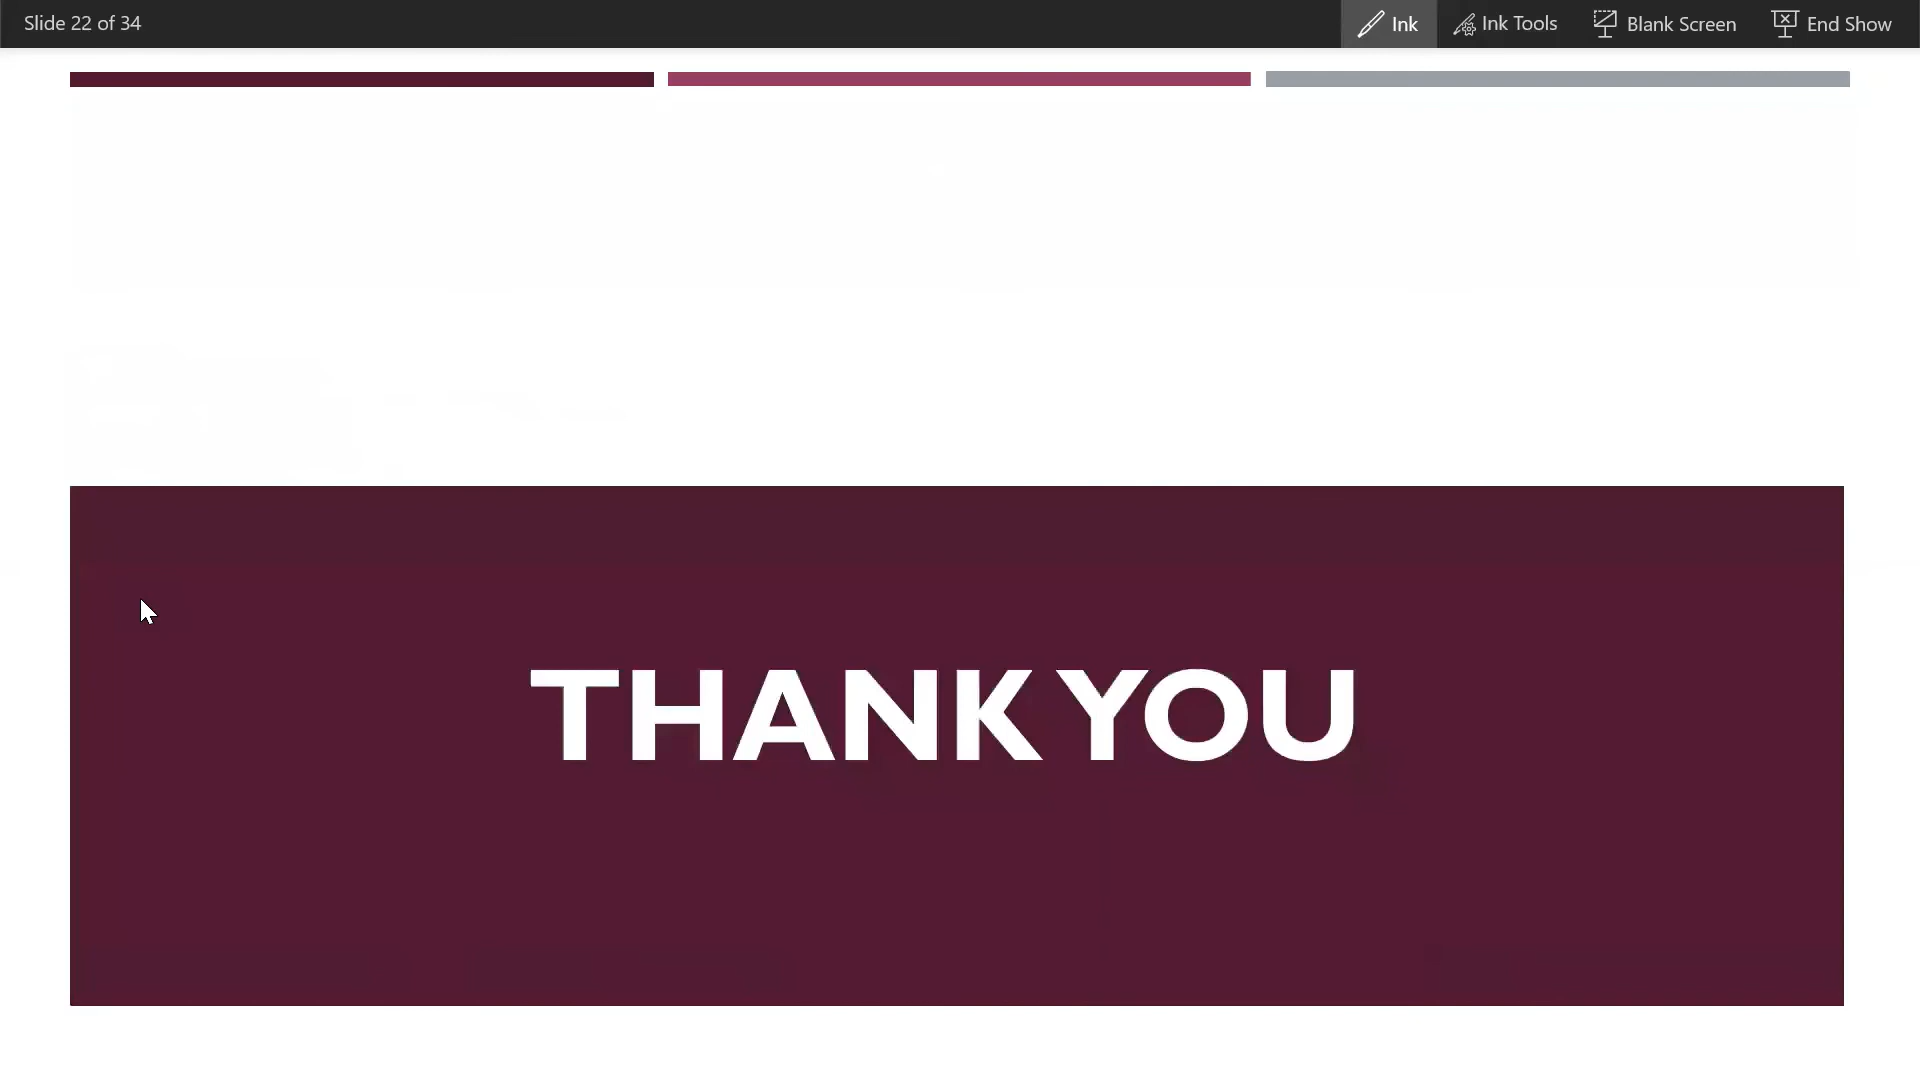 Slide 22 of 34
Ink
Ink Tools
Blank Screen
End Show
THANK YOU